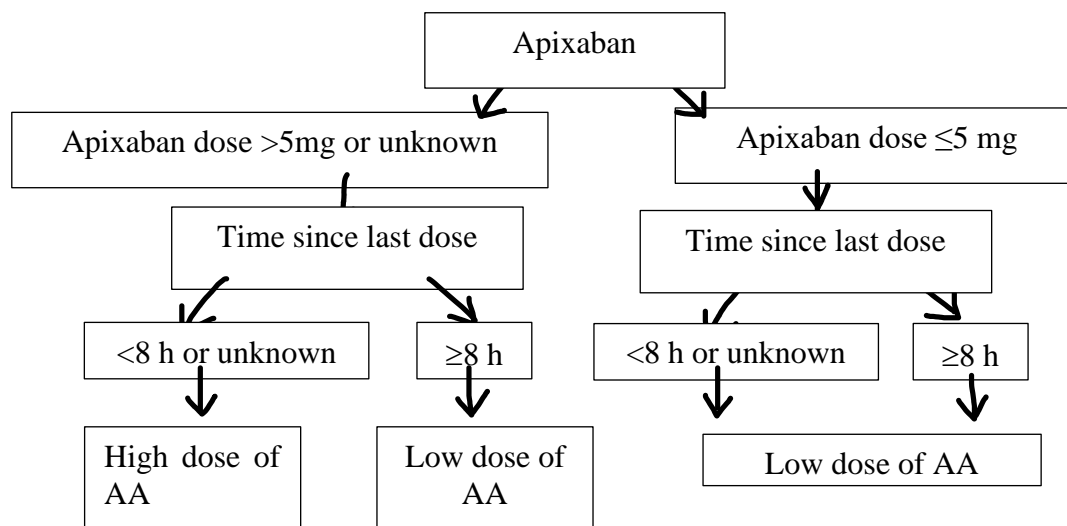 Apixaban
Apixaban dose >5mg or unknown
Apixaban dose ≤5 mg
Time since last dose
Time since last dose
<8 h or unknown
≥8 h
<8 h or unknown
≥8 h
High dose of
AA
Low dose of
AA
Low dose of AA